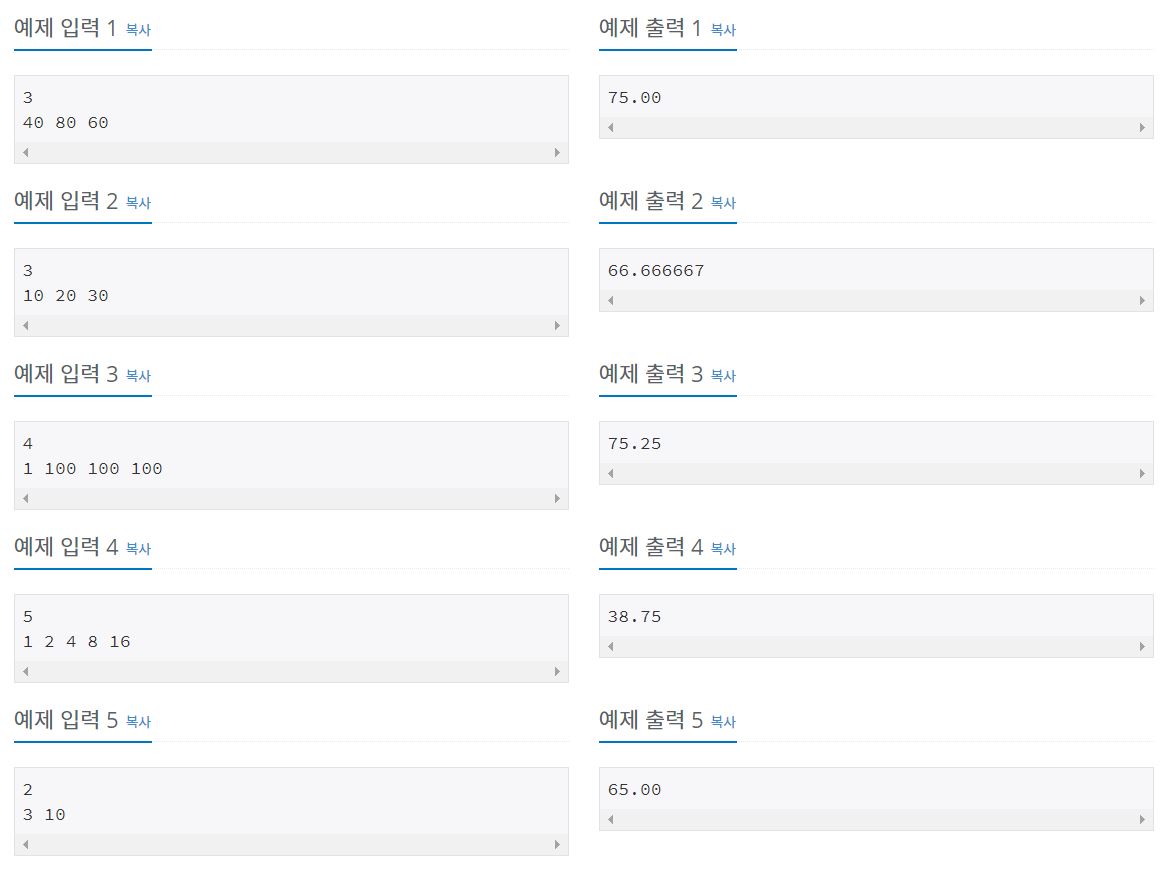 예제 입력 1 복사
3
40 80 60
예제 출력 1 복사
75.00
예제 입력 2 복사
3
10 20 30
예제 출력 2 복사
66.666667
예제 입력 3 복사
4
1 100 100 100
예제 출력 3 복사
75.25
예제 입력 4 복사
5
1 2 4 8 16
예제 출력 4 복사
38.75
예제 입력 5 복사
2
3 10
예제 출력 5 복사
65.00